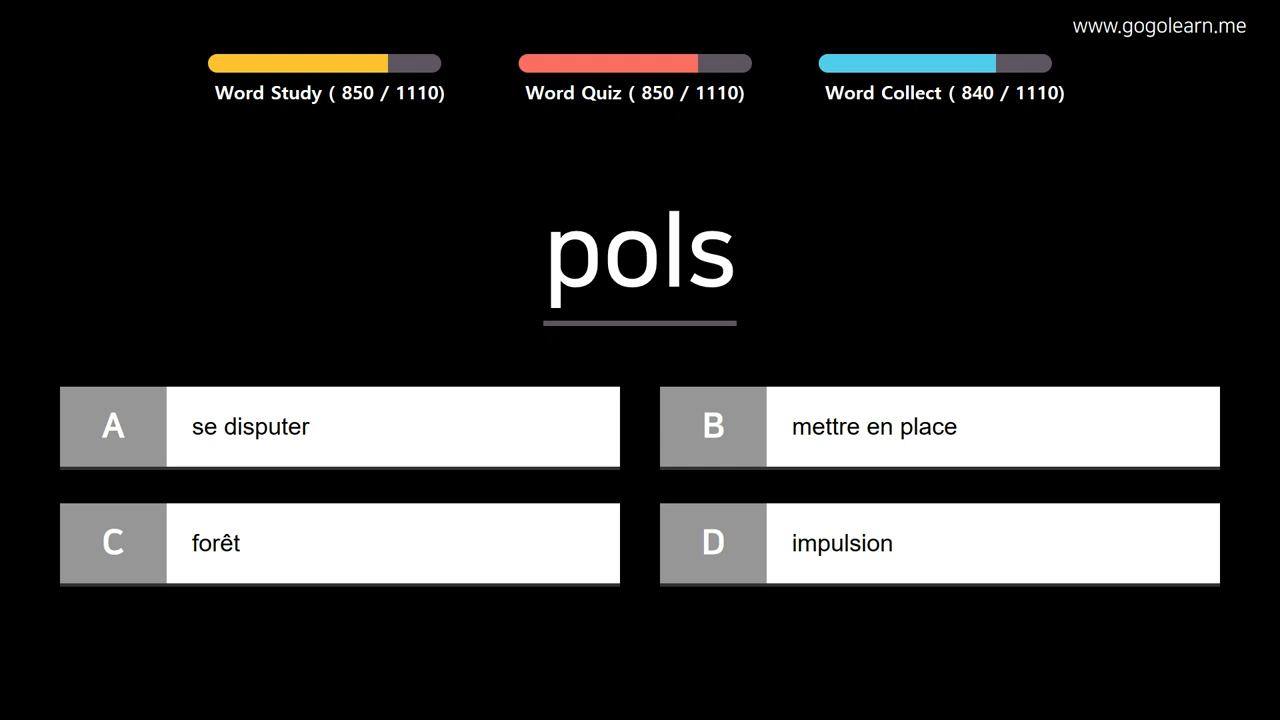 www.gogolearn.me
Word Study ( 850 / 1110)
Word Quiz ( 850 / 1110)
Word Collect ( 840 / 1110)
pols
A se disputer
B mettre en place
C forêt
D impulsion